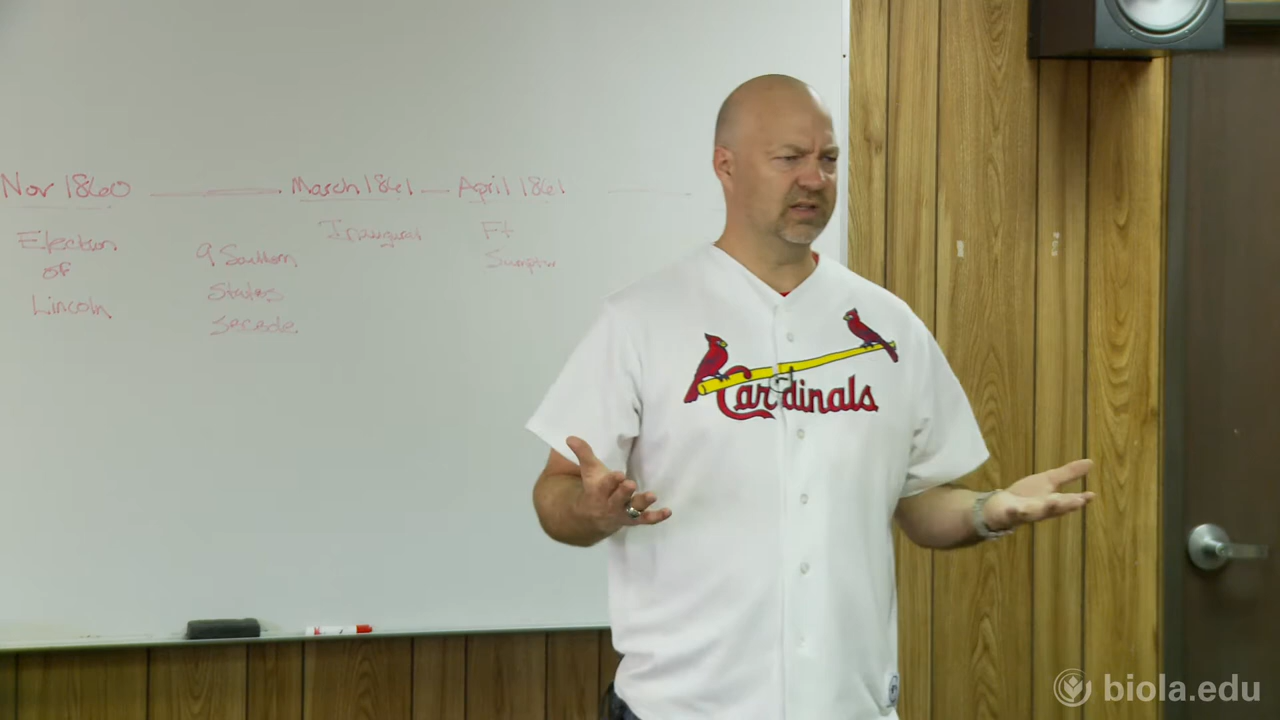 Nov 1860
March 1861
April 1861
Election
of
Lincoln
9 Southern
States
secede
Inaugural
Ft
Sumpter
Cardinals
biola.edu